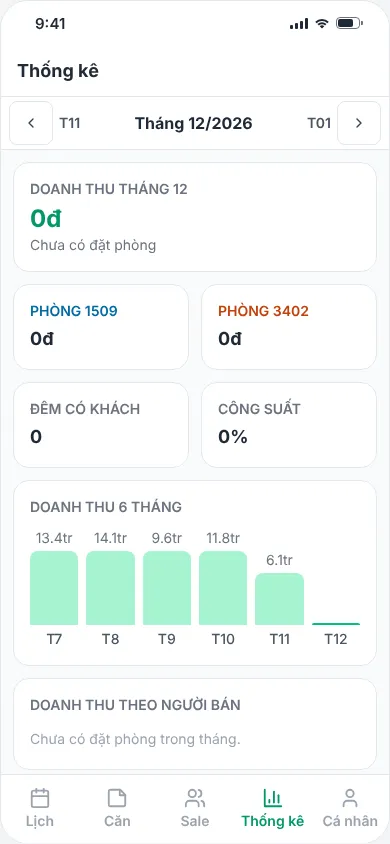 9:41
Thống kê
T11 Tháng 12/2026 T01
DOANH THU THÁNG 12
0đ
Chưa có đặt phòng
PHÒNG 1509 PHÒNG 3402
0đ 0đ
ĐÊM CÓ KHÁCH CÔNG SUẤT
0 0%
DOANH THU 6 THÁNG
13.4tr 14.1tr 9.6tr 11.8tr 6.1tr
T7 T8 T9 T10 T11 T12
DOANH THU THEO NGƯỜI BÁN
Chưa có đặt phòng trong tháng.
Lịch Căn Sale Thống kê Cá nhân